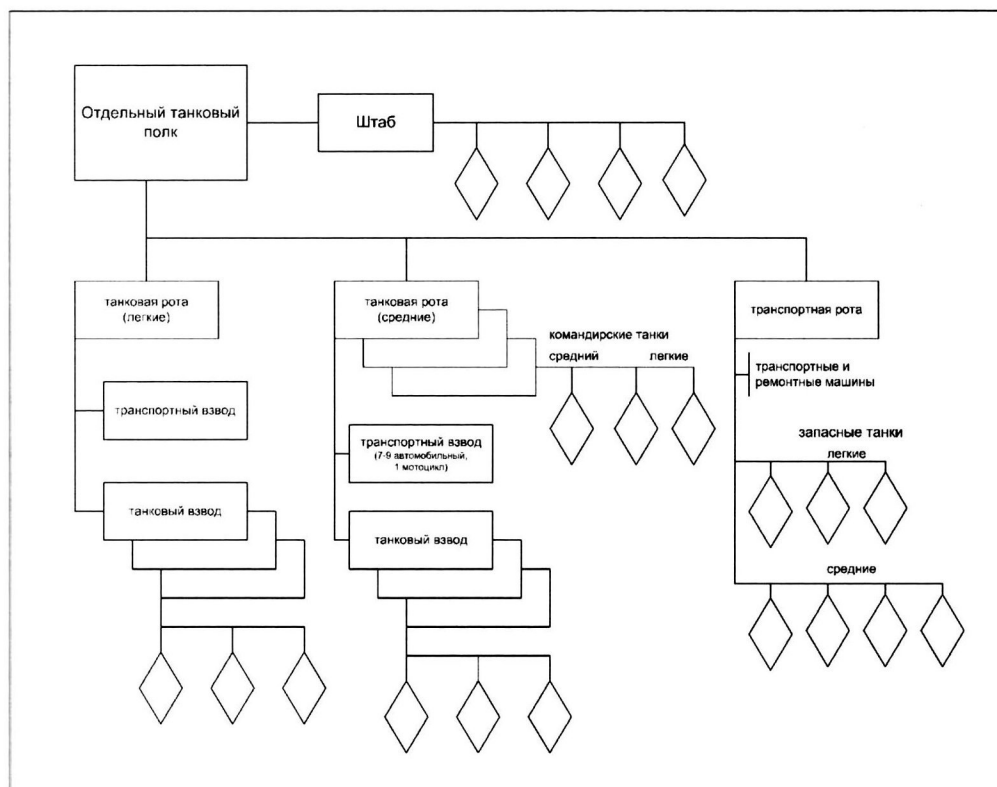 Отдельный танковый
полк
Штаб
танковая рота
(легкие)
танковая рота
(средние)
транспортная рота
командирские танки
средний легкие
транспортные и
ремонтные машины
транспортный взвод
транспортный взвод
(7-9 автомобильный,
1 мотоцикл)
запасные танки
легкие
танковый взвод
танковый взвод
средние